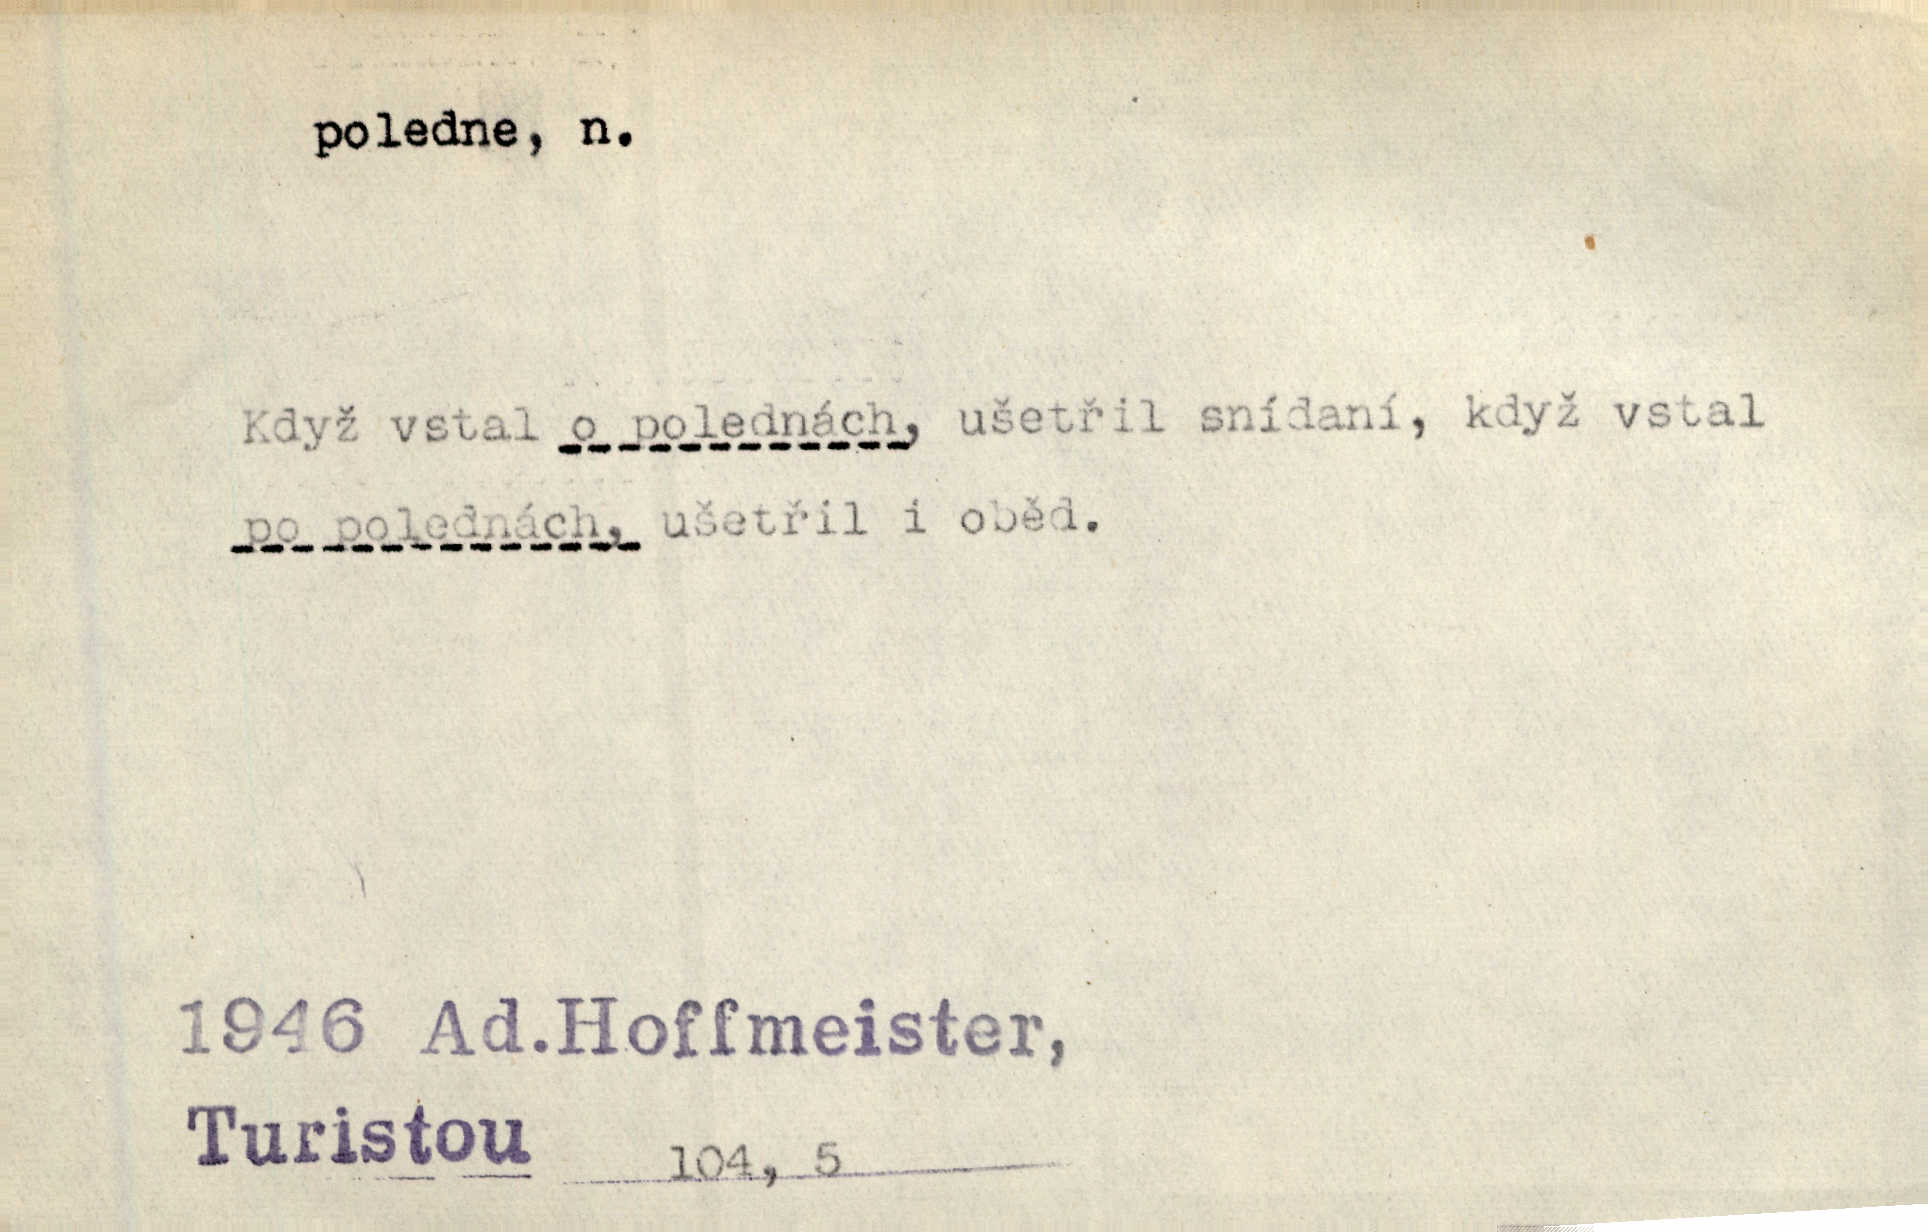 poledne, n.
Když vstal o polednách, ušetřil snídaní, když vstal
po polednách, ušetřil i oběd.
1946 Ad.Hoffmeister,
Turistou 104, 5